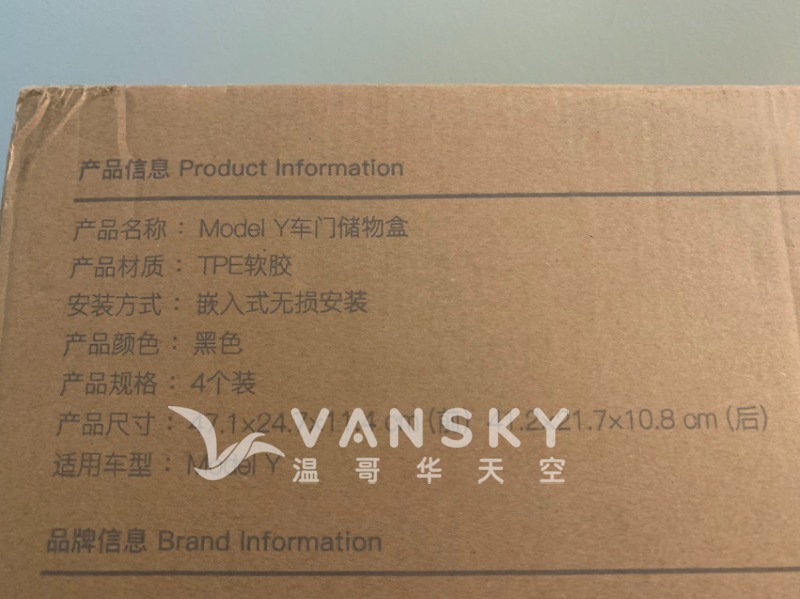 产品信息 Product Information
产品名称： Model Y车门储物盒
产品材质： TPE软胶
安装方式： 嵌入式无损安装
产品颜色： 黑色
产品规格： 4个装
产品尺寸： 21.7×10.8 cm (后)
适用车型： Model Y
VANSKY
温哥华天空
品牌信息 Brand Information